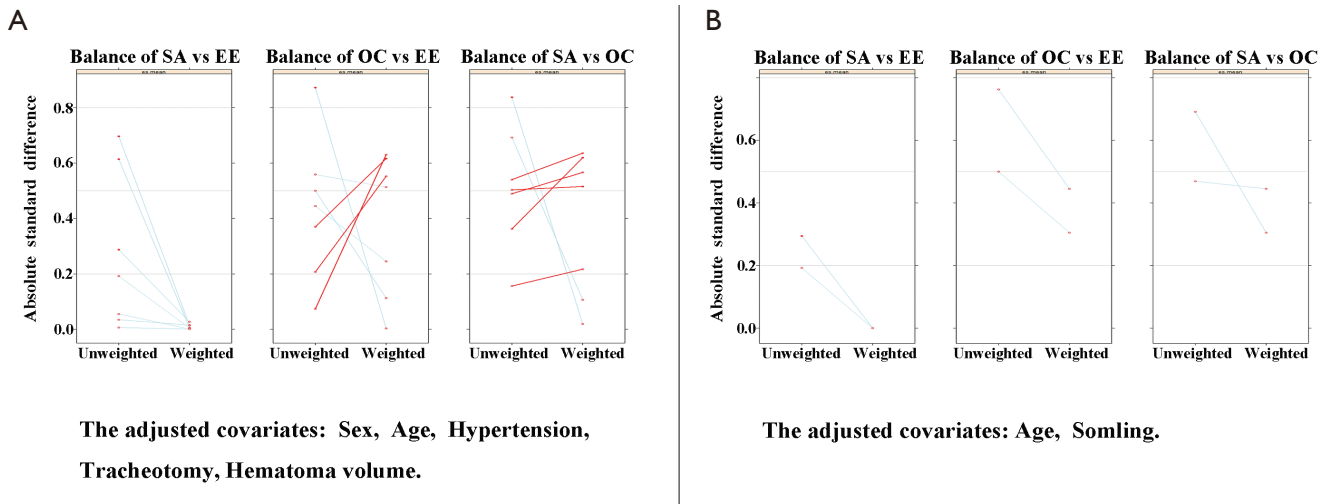 A
Balance of SA vs EE
Balance of OC vs EE
Balance of SA vs OC
es.mean
es.mean
es.mean
Absolute standard difference
0.8
0.6
0.4
0.2
0.0
Unweighted Weighted
Unweighted Weighted
Unweighted Weighted
The adjusted covariates: Sex, Age, Hypertension,
Tracheotomy, Hematoma volume.
B
Balance of SA vs EE
Balance of OC vs EE
Balance of SA vs OC
es.mean
es.mean
es.mean
Absolute standard difference
0.6
0.4
0.2
0.0
Unweighted Weighted
Unweighted Weighted
Unweighted Weighted
The adjusted covariates: Age, Somling.